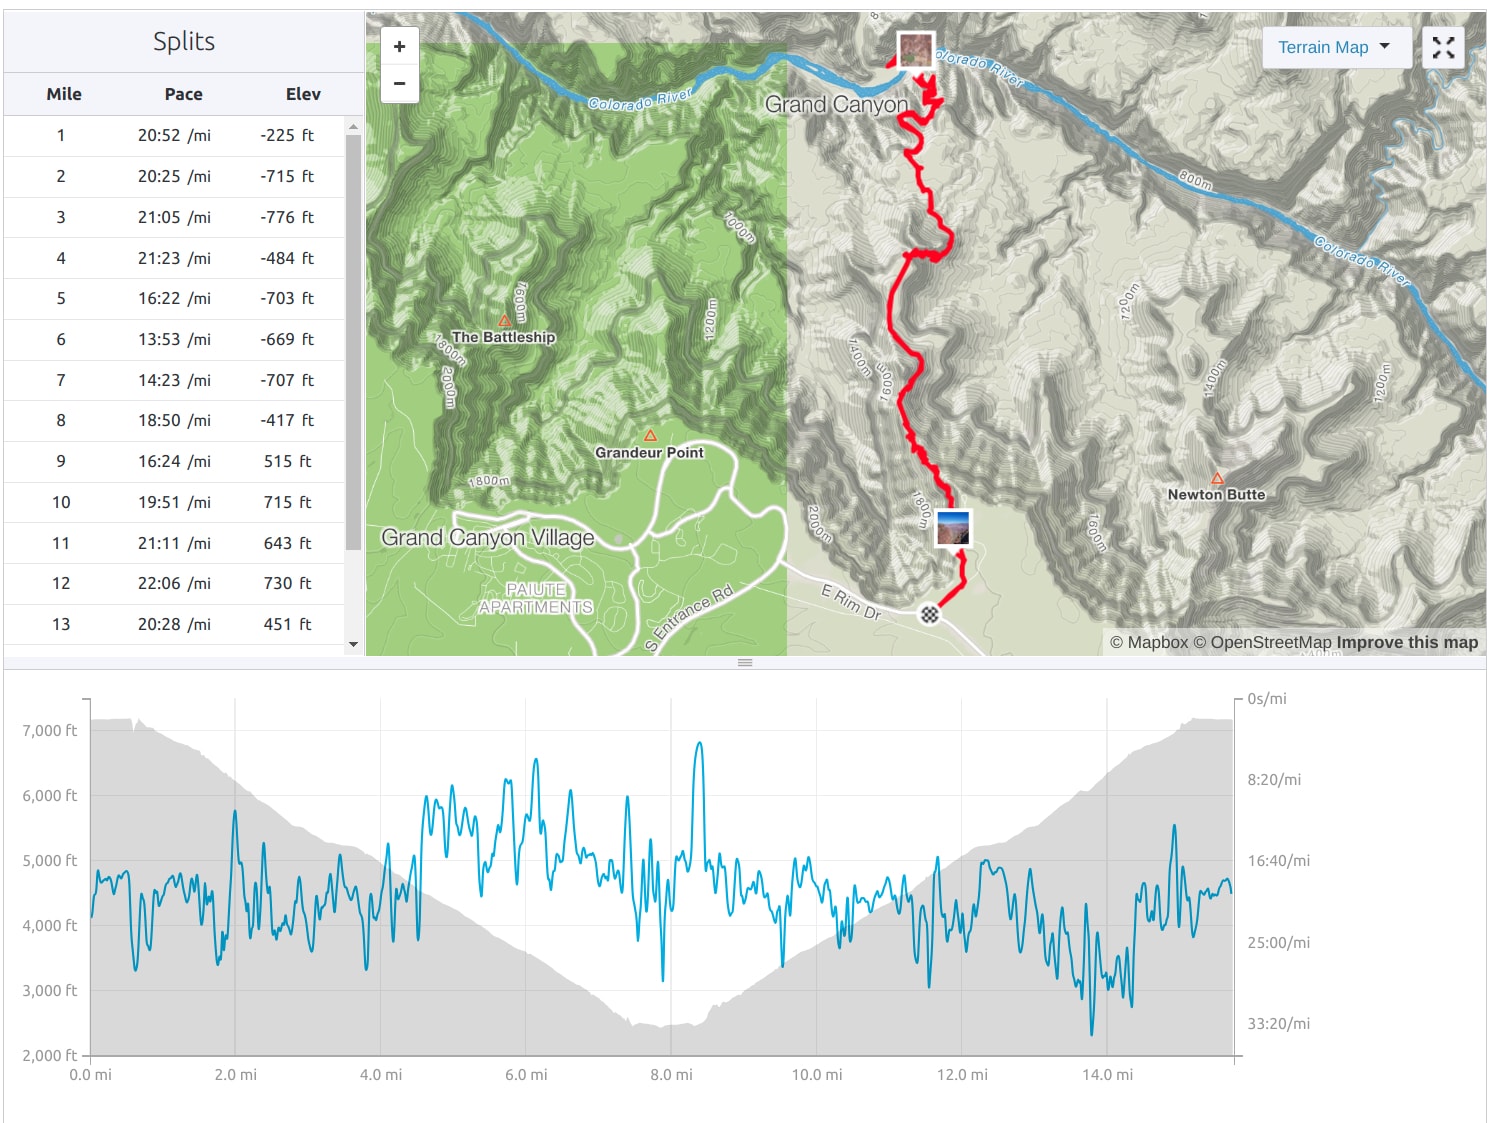 Splits
Mile Pace Elev
1 20:52 /mi -225 ft
2 20:25 /mi -715 ft
3 21:05 /mi -776 ft
4 21:23 /mi -484 ft
5 16:22 /mi -703 ft
6 13:53 /mi -669 ft
7 14:23 /mi -707 ft
8 18:50 /mi -417 ft
9 16:24 /mi 515 ft
10 19:51 /mi 715 ft
11 21:11 /mi 643 ft
12 22:06 /mi 730 ft
13 20:28 /mi 451 ft
+
−
Terrain Map
Colorado River
Colorado River
Grand Canyon
800m
Colorado River
1000m
1600m
The Battleship
1800m
2000m
1200m
1200m
1400m
1600m
1400m
1200m
Grandeur Point
1800m
Newton Butte
1800m
2000m
1600m
Grand Canyon Village
PAIUTE
APARTMENTS
S Entrance Rd
E Rim Dr
© Mapbox © OpenStreetMap Improve this map
7,000 ft
6,000 ft
5,000 ft
4,000 ft
3,000 ft
2,000 ft
0s/mi
8:20/mi
16:40/mi
25:00/mi
33:20/mi
0.0 mi 2.0 mi 4.0 mi 6.0 mi 8.0 mi 10.0 mi 12.0 mi 14.0 mi